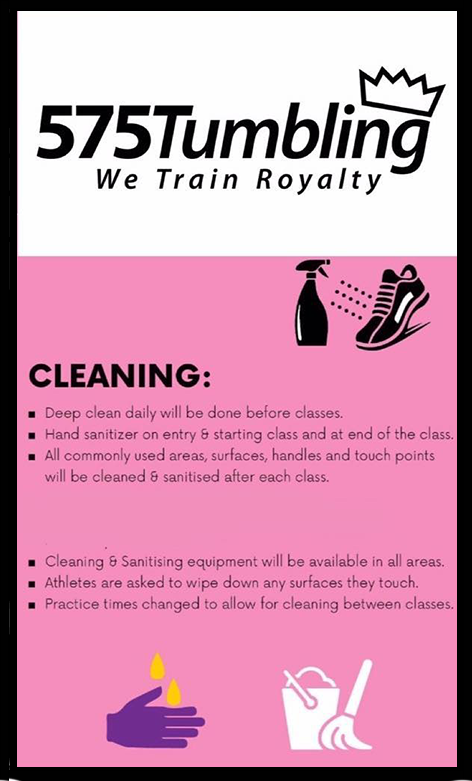 575Tumbling
We Train Royalty
CLEANING:
▪ Deep clean daily will be done before classes.
▪ Hand sanitizer on entry & starting class and at end of the class.
▪ All commonly used areas, surfaces, handles and touch points
will be cleaned & sanitised after each class.
▪ Cleaning & Sanitising equipment will be available in all areas.
▪ Athletes are asked to wipe down any surfaces they touch.
▪ Practice times changed to allow for cleaning between classes.